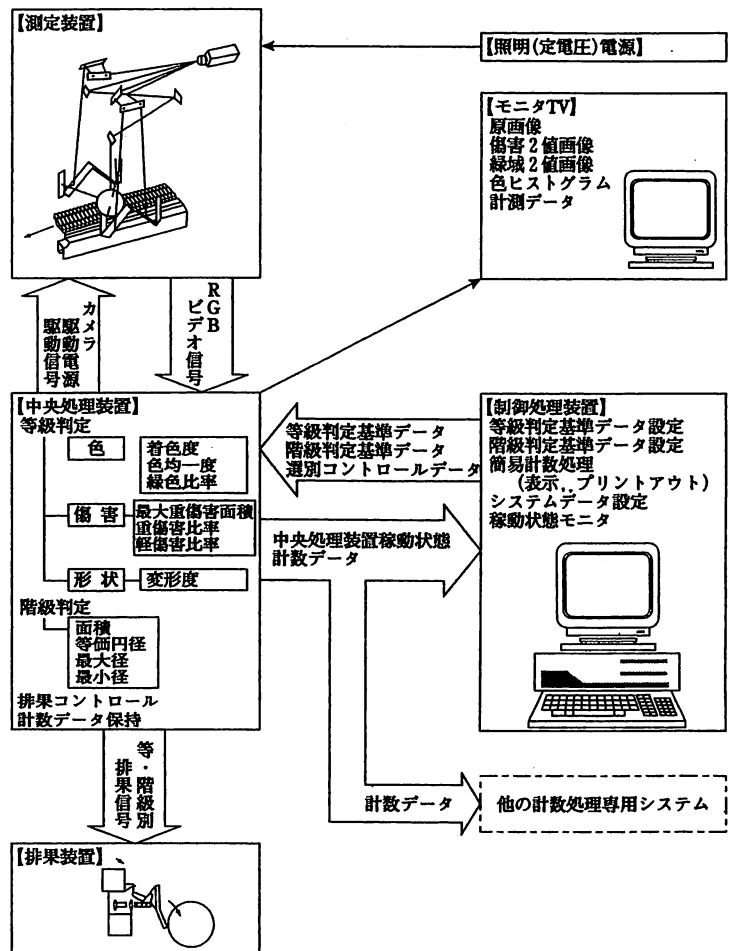 【測定装置】
【照明(定電圧)電源】
【モニタTV】
原画像
傷害2値画像
緑域2値画像
色ヒストグラム
計測データ
カメラ
駆動電源
駆動信号
RGB
ビデオ信号
【中央処理装置】
等級判定
色
着色度
色均一度
緑色比率
傷害
最大重傷害面積
重傷害比率
軽傷害比率
形状
変形度
階級判定
面積
等価円径
最大径
最小径
排果コントロール
計数データ保持
等級判定基準データ
階級判定基準データ
選別コントロールデータ
中央処理装置稼動状態
計数データ
【制御処理装置】
等級判定基準データ設定
階級判定基準データ設定
簡易計数処理
(表示,.プリントアウト)
システムデータ設定
稼動状態モニタ
等・階級別
排果信号
計数データ
他の計数処理専用システム
【排果装置】